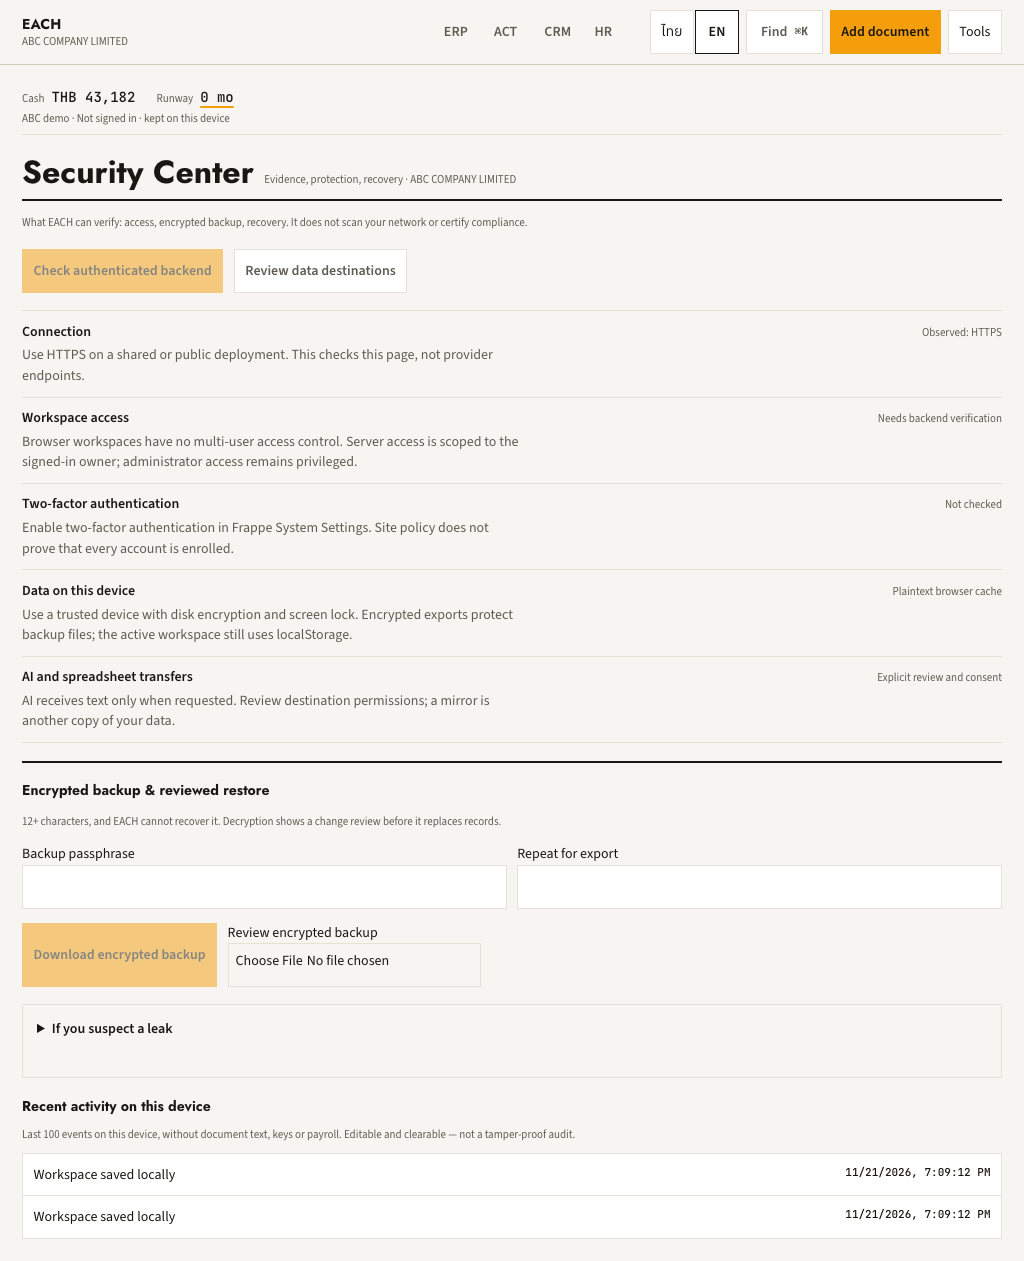 EACH
ABC COMPANY LIMITED
ERP ACT CRM HR
ไทย EN Find ⌘K Add document Tools
Cash THB 43,182 Runway 0 mo
ABC demo · Not signed in · kept on this device
Security Center Evidence, protection, recovery · ABC COMPANY LIMITED
What EACH can verify: access, encrypted backup, recovery. It does not scan your network or certify compliance.
Check authenticated backend Review data destinations
Connection Observed: HTTPS
Use HTTPS on a shared or public deployment. This checks this page, not provider
endpoints.
Workspace access Needs backend verification
Browser workspaces have no multi-user access control. Server access is scoped to the
signed-in owner; administrator access remains privileged.
Two-factor authentication Not checked
Enable two-factor authentication in Frappe System Settings. Site policy does not
prove that every account is enrolled.
Data on this device Plaintext browser cache
Use a trusted device with disk encryption and screen lock. Encrypted exports protect
backup files; the active workspace still uses localStorage.
AI and spreadsheet transfers Explicit review and consent
AI receives text only when requested. Review destination permissions; a mirror is
another copy of your data.
Encrypted backup & reviewed restore
12+ characters, and EACH cannot recover it. Decryption shows a change review before it replaces records.
Backup passphrase Repeat for export
Download encrypted backup Review encrypted backup
Choose File No file chosen
If you suspect a leak
Recent activity on this device
Last 100 events on this device, without document text, keys or payroll. Editable and clearable — not a tamper-proof audit.
Workspace saved locally 11/21/2026, 7:09:12 PM
Workspace saved locally 11/21/2026, 7:09:12 PM